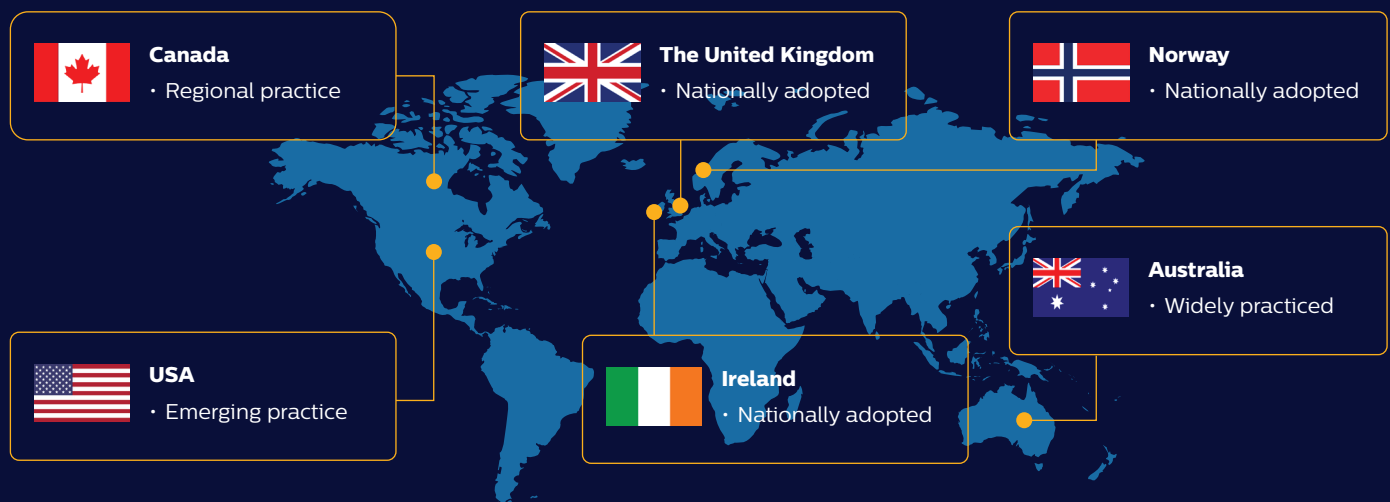 Canada
· Regional practice
The United Kingdom
· Nationally adopted
Norway
· Nationally adopted
Australia
· Widely practiced
USA
· Emerging practice
Ireland
· Nationally adopted